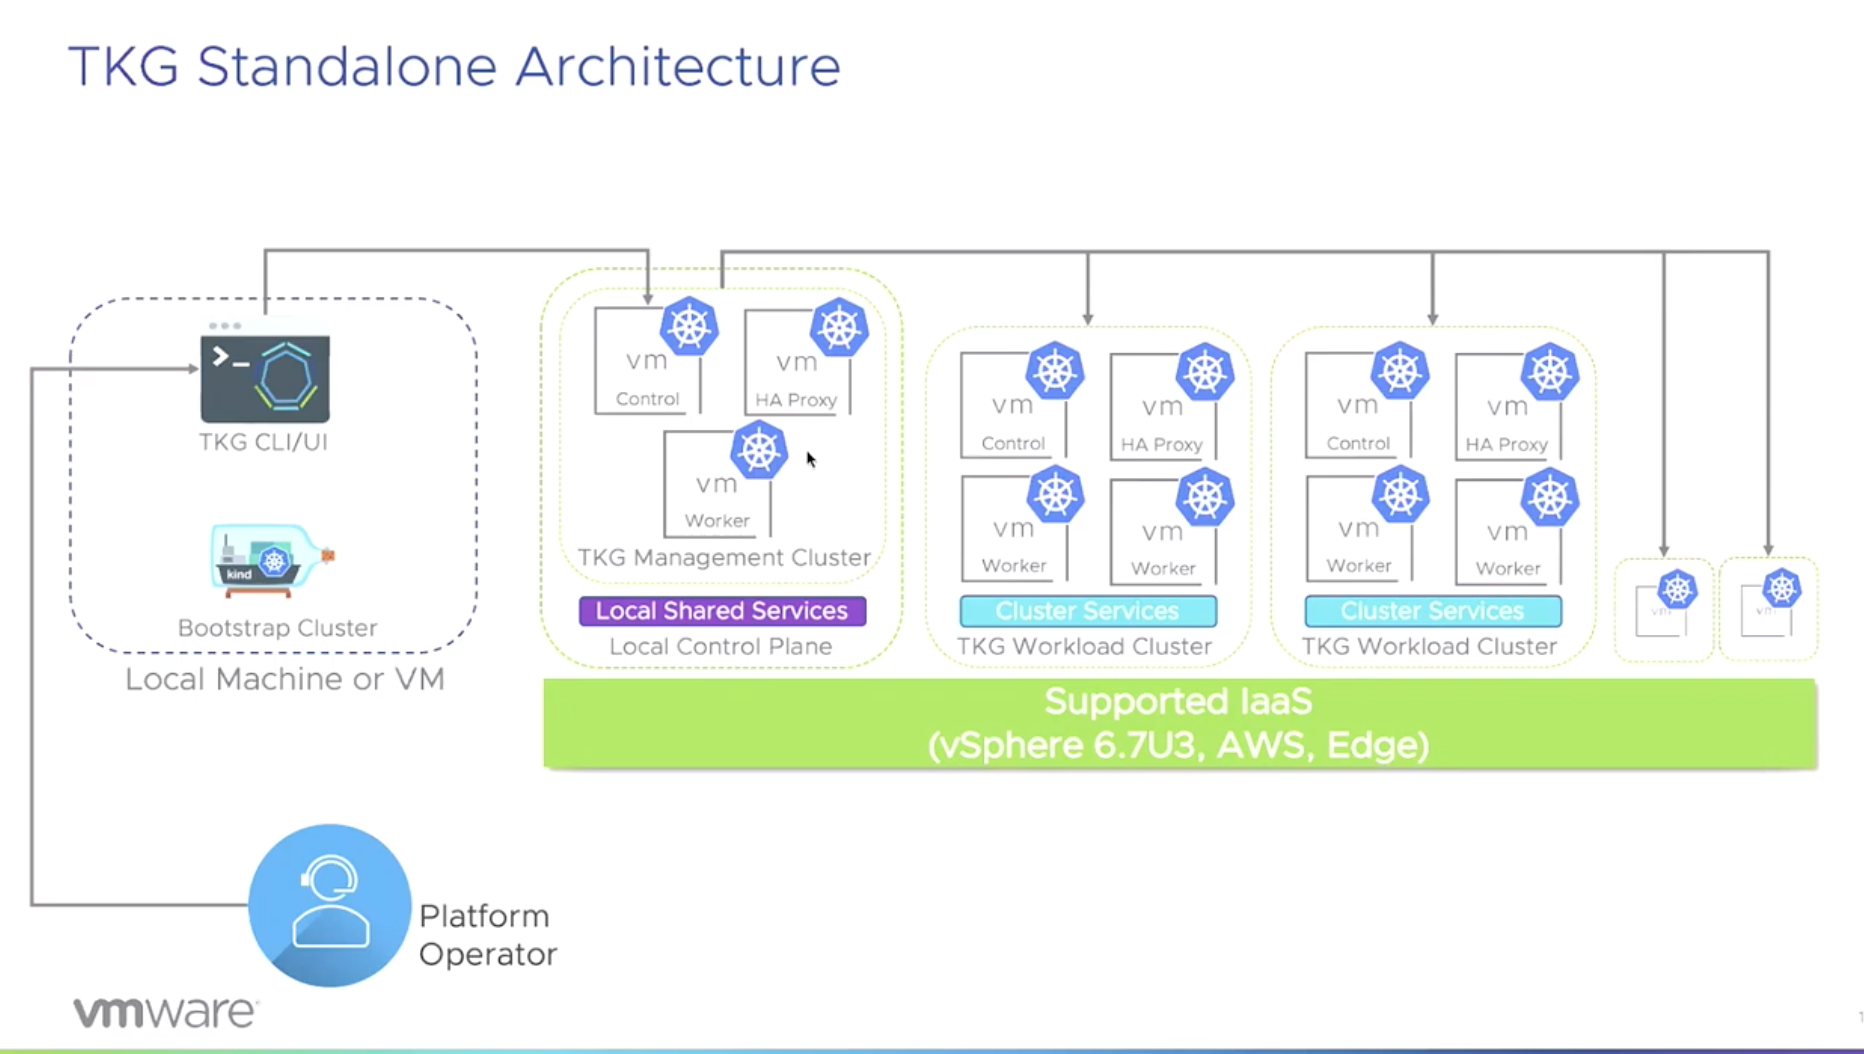 TKG Standalone Architecture
>_
TKG CLI/UI
kind
Bootstrap Cluster
Local Machine or VM
vm
Control
vm
HA Proxy
vm
Worker
TKG Management Cluster
Local Shared Services
Local Control Plane
vm
Control
vm
HA Proxy
vm
Worker
vm
Worker
Cluster Services
TKG Workload Cluster
vm
Control
vm
HA Proxy
vm
Worker
vm
Worker
Cluster Services
TKG Workload Cluster
vm
vm
Supported IaaS
(vSphere 6.7U3, AWS, Edge)
Platform
Operator
vmware
1